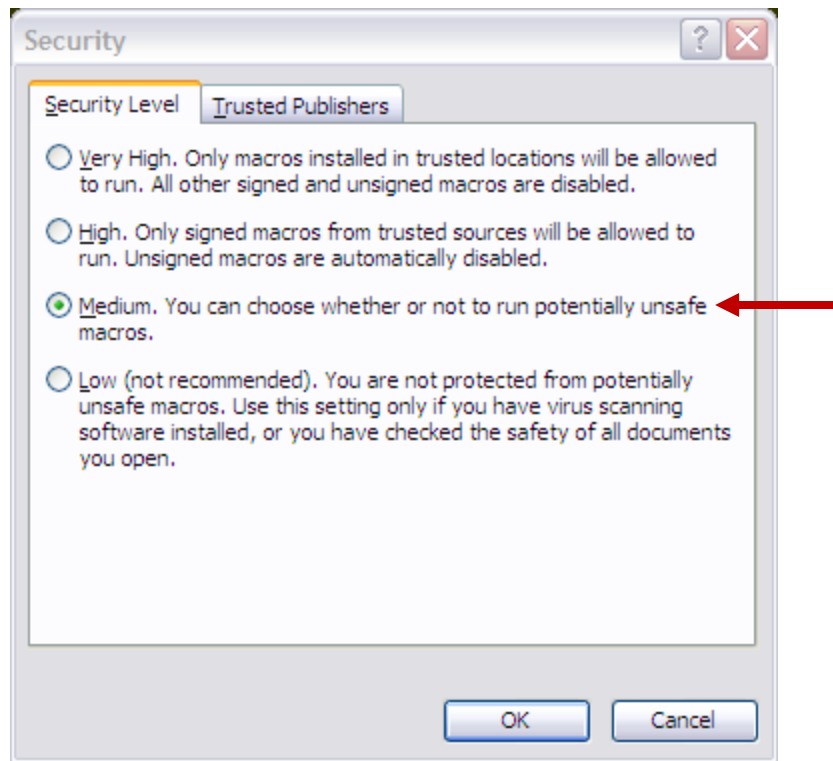 Security
Security Level Trusted Publishers
Very High. Only macros installed in trusted locations will be allowed
to run. All other signed and unsigned macros are disabled.
High. Only signed macros from trusted sources will be allowed to
run. Unsigned macros are automatically disabled.
Medium. You can choose whether or not to run potentially unsafe
macros.
Low (not recommended). You are not protected from potentially
unsafe macros. Use this setting only if you have virus scanning
software installed, or you have checked the safety of all documents
you open.
OK Cancel